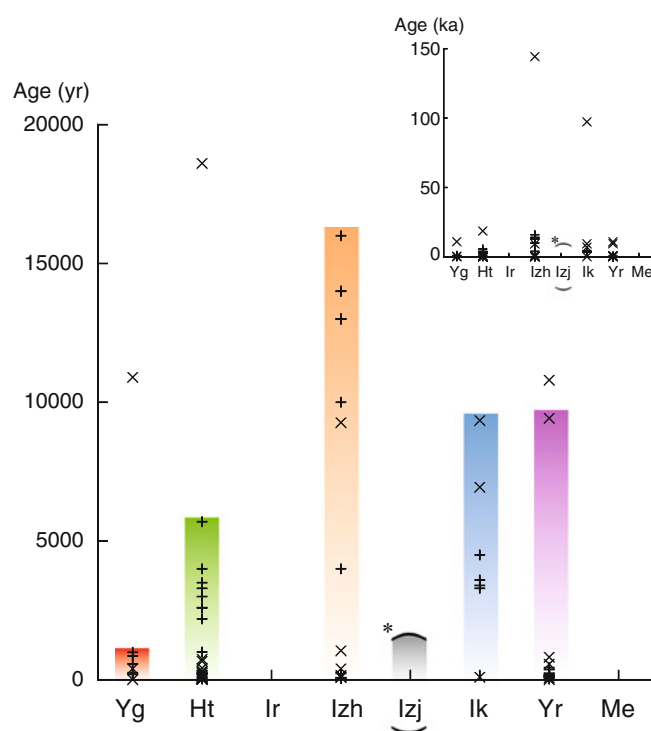 Age (ka)
150
100
50
0
*
Yg Ht Ir Izh Izj Ik Yr Me
Age (yr)
20000
15000
10000
5000
0
*
Yg Ht Ir Izh Izj Ik Yr Me